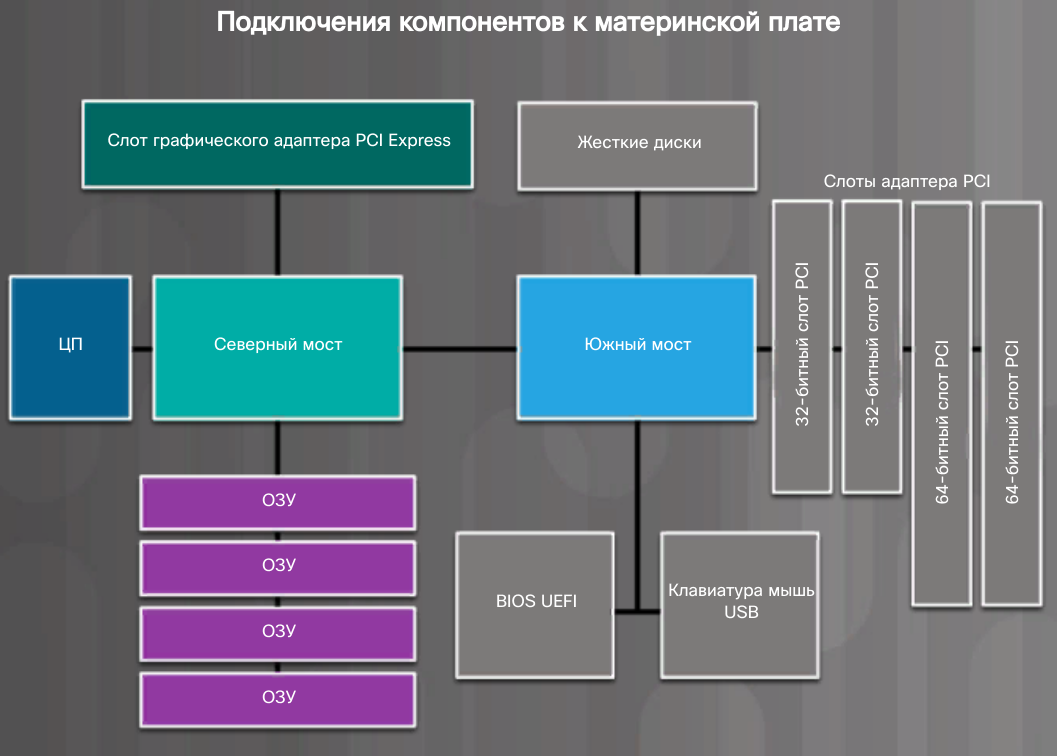 Подключения компонентов к материнской плате
Слот графического адаптера PCI Express
Жесткие диски
Слоты адаптера PCI
ЦП
Северный мост
Южный мост
32-битный слот PCI
32-битный слот PCI
64-битный слот PCI
64-битный слот PCI
ОЗУ
ОЗУ
ОЗУ
ОЗУ
BIOS UEFI
Клавиатура мышь
USB